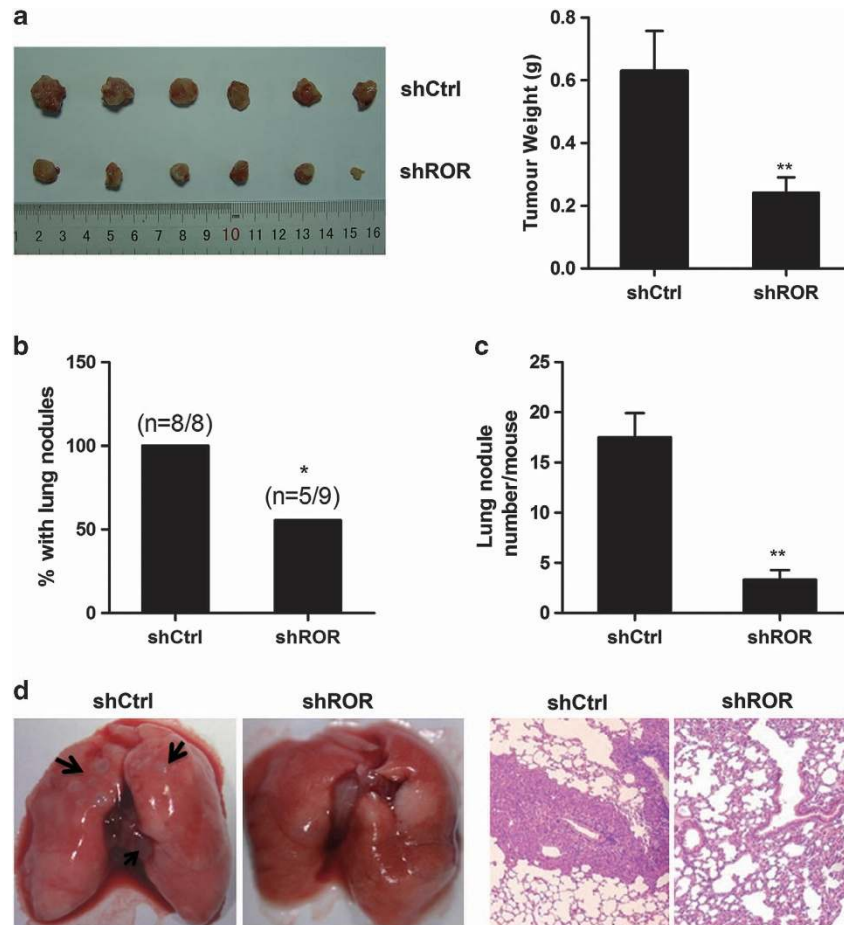 a
shCtrl
shROR
1 2 3 4 5 6 7 8 9 10 11 12 13 14 15 16
Tumour Weight (g)
0.8
0.6
0.4
0.2
0.0
**
shCtrl shROR
b
% with lung nodules
150
100
50
0
(n=8/8)
*
(n=5/9)
shCtrl shROR
c
Lung nodule
number/mouse
25
20
15
10
5
0
**
shCtrl shROR
d
shCtrl shROR shCtrl shROR